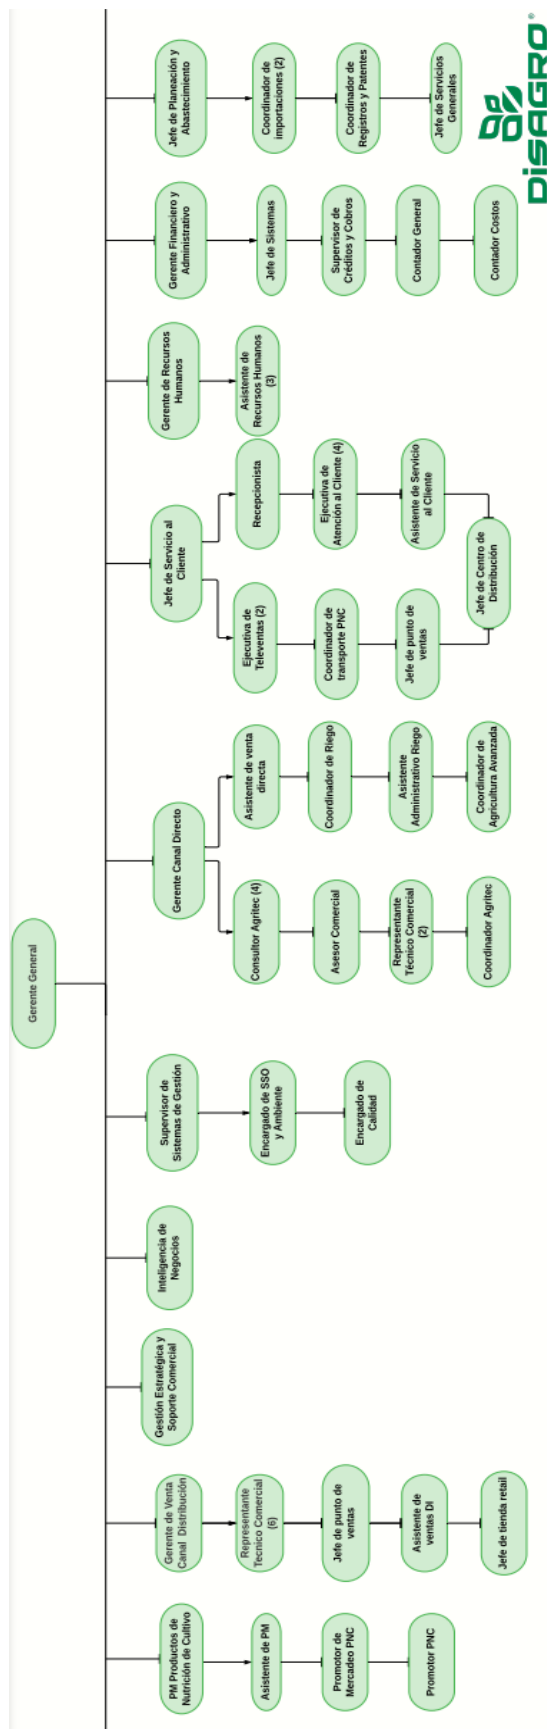 Gerente General
PM Productos de
Nutrición de Cultivo
Asistente de PM
Promotor de
Mercadeo PNC
Promotor PNC
Gerente de Venta
Canal Distribución
Representante
Tecnico Comercial
(6)
Jefe de punto de
ventas
Asistente de
ventas DI
Jefe de tienda retail
Gestión Estratégica y
Soporte Comercial
Inteligencia de
Negocios
Supervisor de
Sistemas de Gestión
Encargado de SSO
y Ambiente
Encargado de
Calidad
Gerente Canal Directo
Consultor Agritec (4)
Asesor Comercial
Representante
Técnico Comercial
(2)
Coordinador Agritec
Asistente de venta
directa
Coordinador de Riego
Asistente
Administrativo Riego
Coordinador de
Agricultura Avanzada
Jefe de Servicio al
Cliente
Ejecutiva de
Televentas (2)
Coordinador de
transporte PNC
Jefe de punto de
ventas
Recepcionista
Ejecutiva de
Atención al Cliente (4)
Asistente de Servicio
al Cliente
Jefe de Centro de
Distribución
Gerente de Recursos
Humanos
Asistente de
Recursos Humanos
(3)
Gerente Financiero y
Administrativo
Jefe de Sistemas
Supervisor de
Créditos y Cobros
Contador General
Contador Costos
Jefe de Planeación y
Abastecimiento
Coordinador de
importaciones (2)
Coordinador de
Registros y Patentes
Jefe de Servicios
Generales
DISAGRO